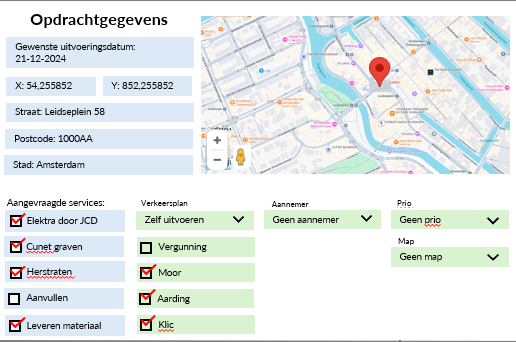 Opdrachtgegevens
Gewenste uitvoeringsdatum:
21-12-2024
X: 54,255852
Y: 852,255852
Straat: Leidseplein 58
Postcode: 1000AA
Stad: Amsterdam
Aangevraagde services:
Elektra door JCD
Cunet graven
Herstraten
Aanvullen
Leveren materiaal
Verkeersplan
Zelf uitvoeren
Vergunning
Moor
Aarding
Klic
Aannemer
Geen aannemer
Prio
Geen prio
Map
Geen map